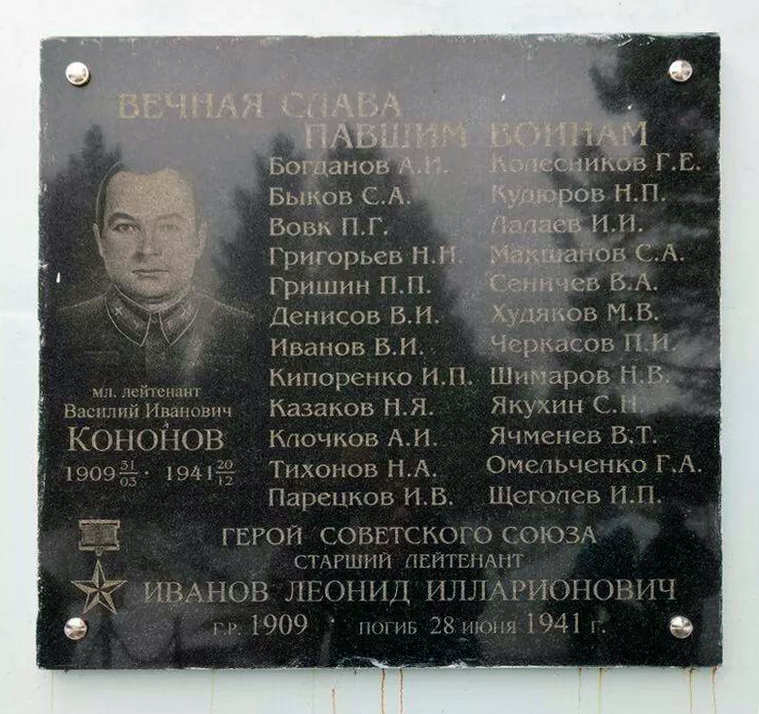 ВЕЧНАЯ СЛАВА
ПАВШИМ ВОИНАМ
Богданов А.И.
Быков С.А.
Вовк П.Г.
Григорьев Н.Н.
Гришин П.П.
Денисов В.И.
Иванов В.И.
Кипоренко И.П.
Казаков Н.Я.
Клочков А.И.
Тихонов Н.А.
Парецков И.В.
Колесников Г.Е.
Кудюров Н.П.
Лалаев И.И.
Макшанов С.А.
Сеничев В.А.
Худяков М.В.
Черкасов П.И.
Шимаров Н.В.
Якухин С.Н.
Ячменев В.Т.
Омельченко Г.А.
Щеголев И.П.
мл. лейтенант
Василий Иванович
Кононов
1909 31/03 · 1941 20/12
ГЕРОЙ СОВЕТСКОГО СОЮЗА
СТАРШИЙ ЛЕЙТЕНАНТ
ИВАНОВ ЛЕОНИД ИЛЛАРИОНОВИЧ
Г.Р. 1909 · ПОГИБ 28 ИЮНЯ 1941 Г.